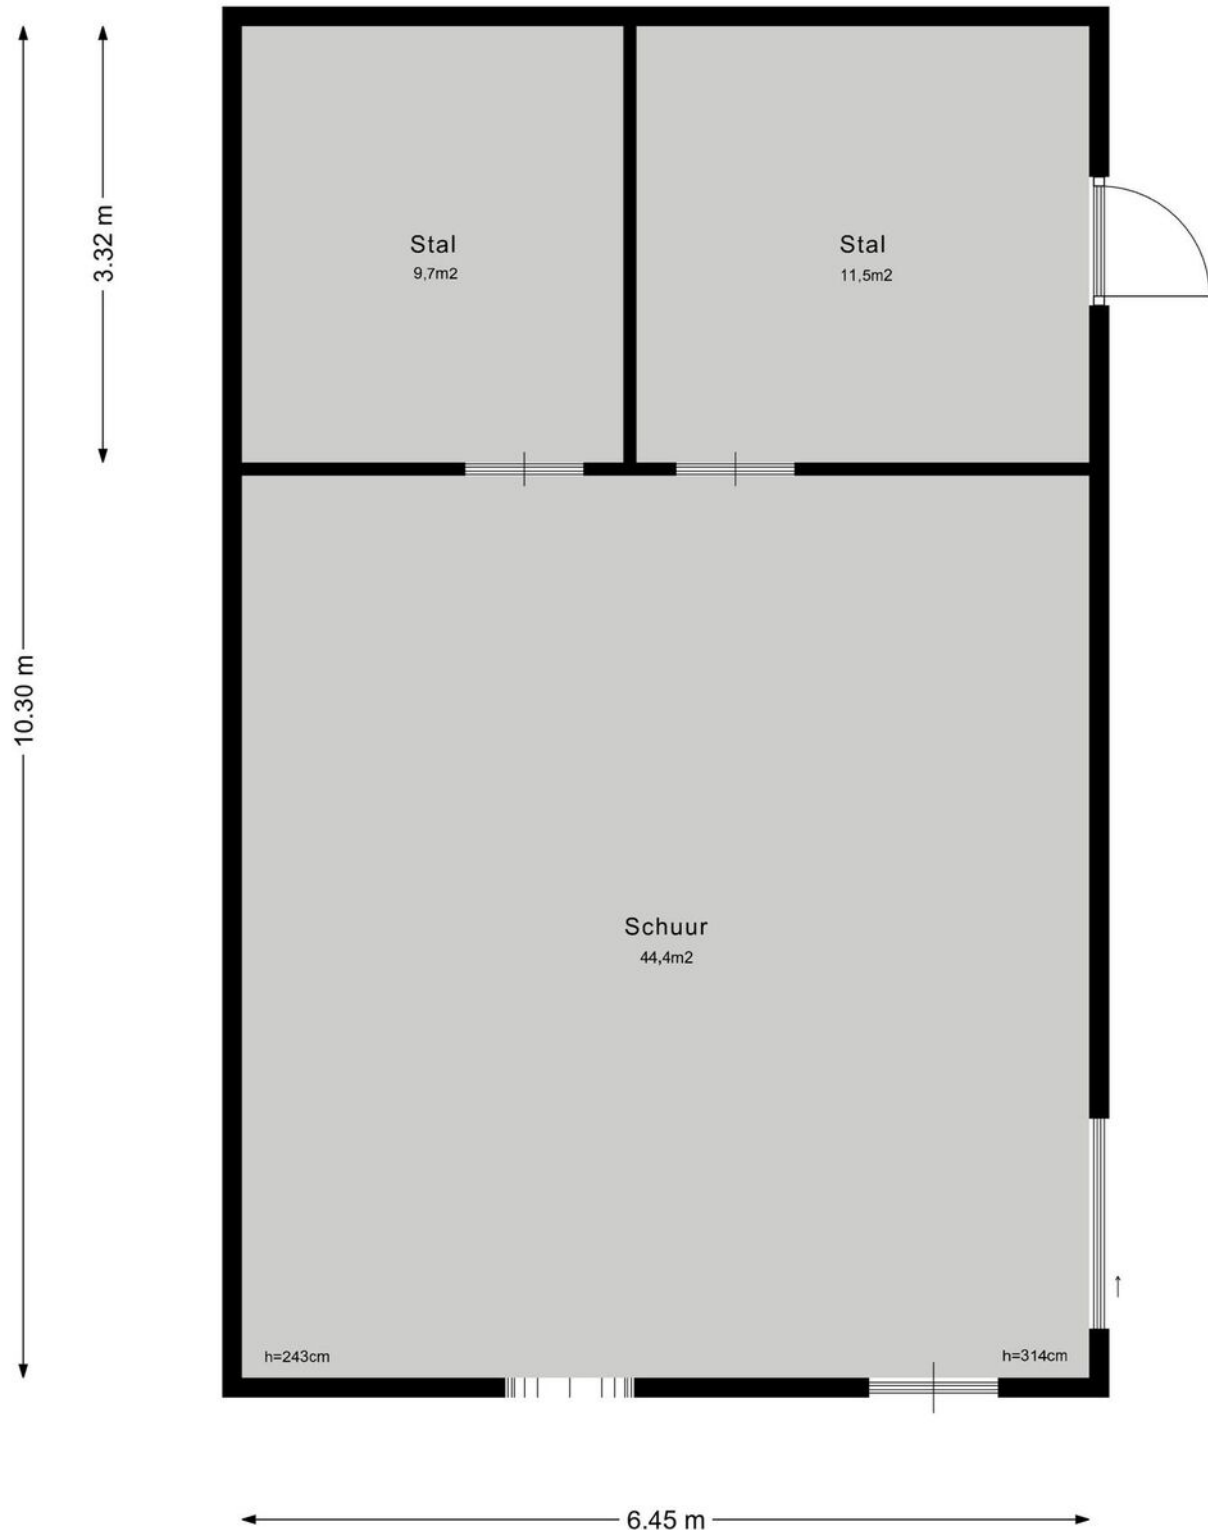 3.32 m
10.30 m
Stal
9,7m2
Stal
11,5m2
Schuur
44,4m2
h=243cm
h=314cm
6.45 m